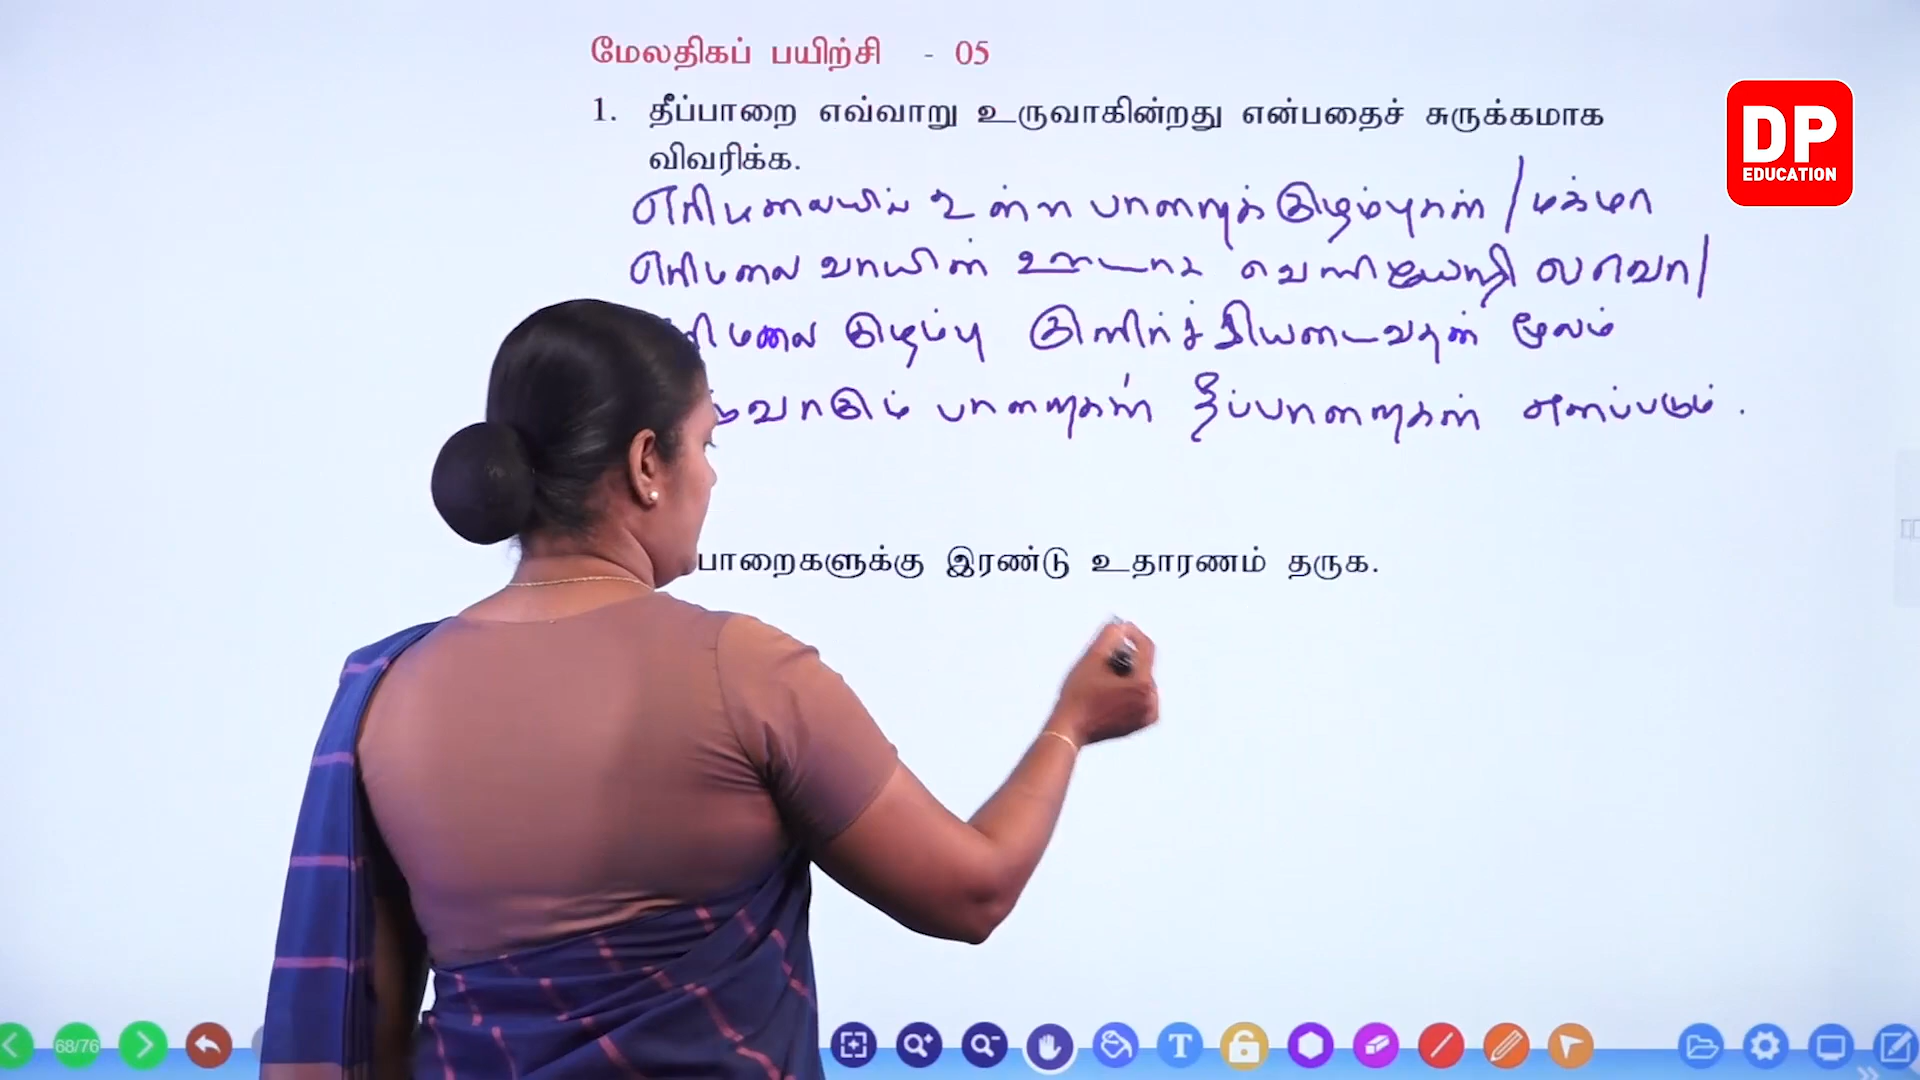 மேலதிகப் பயிற்சி - 05
1. தீப்பாறை எவ்வாறு உருவாகின்றது என்பதைச் சுருக்கமாக
விவரிக்க.
எரிமலையில் உள்ள பாறைக் குழம்புகள் / மக்மா
எரிமலை வாயின் ஊடாக வெளியேறி லாவா /
மலை குழம்பு குளிர்ச்சியடைவதன் மூலம்
வாகும் பாறைகள் தீப்பாறைகள் எனப்படும்.
பாறைகளுக்கு இரண்டு உதாரணம் தருக.
DP
EDUCATION
68/76
T